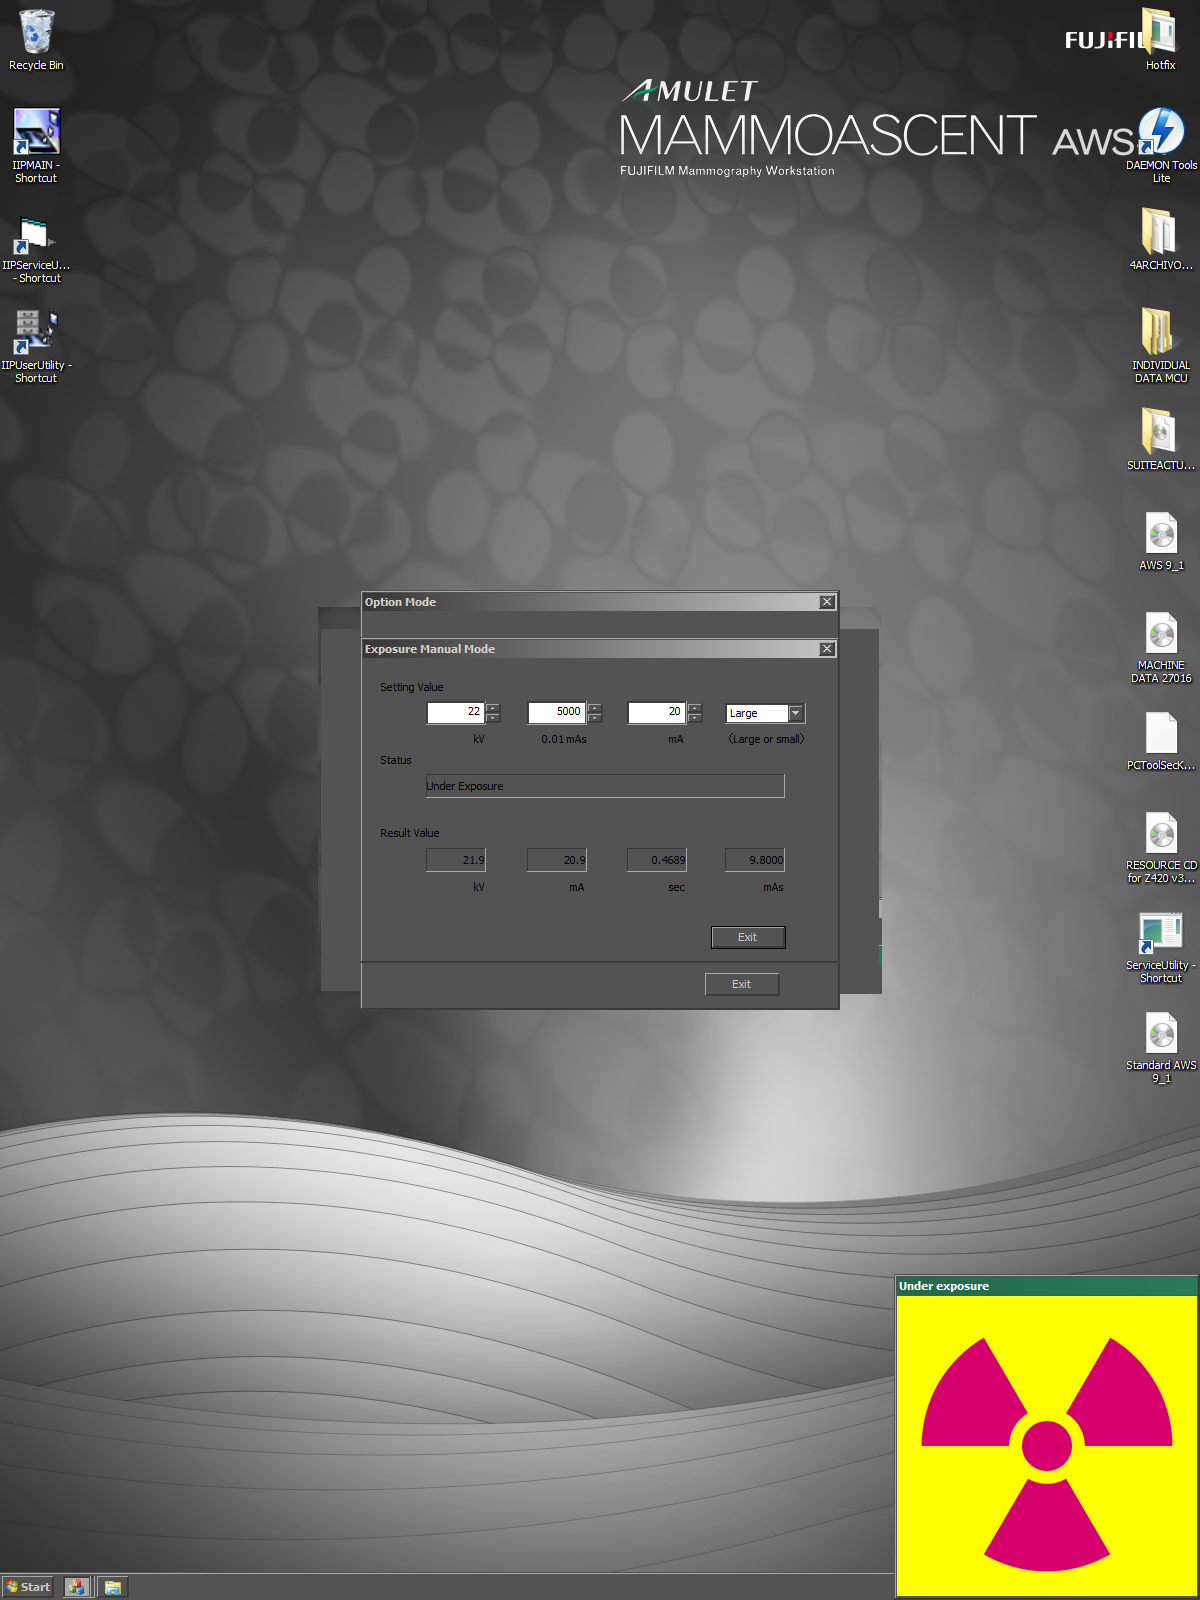 Recycle Bin
IIPMAIN -
Shortcut
IIPServiceU...
- Shortcut
IIPUserUtility -
Shortcut
FUJIFIL
AMULET
MAMMOASCENT AWS
FUJIFILM Mammography Workstation
Hotfix
DAEMON Tools
Lite
4ARCHIVO...
INDIVIDUAL
DATA MCU
SUITEACTU...
AWS 9_1
MACHINE
DATA 27016
PCToolSecK...
RESOURCE CD
for Z420 v3...
ServiceUtility -
Shortcut
Standard AWS
9_1
Option Mode
Exposure Manual Mode
Setting Value
22 5000 20 Large
kV 0.01 mAs mA (Large or small)
Status
Under Exposure
Result Value
21.9 20.9 0.4689 9.8000
kV mA sec mAs
Exit
Exit
Under exposure
Start